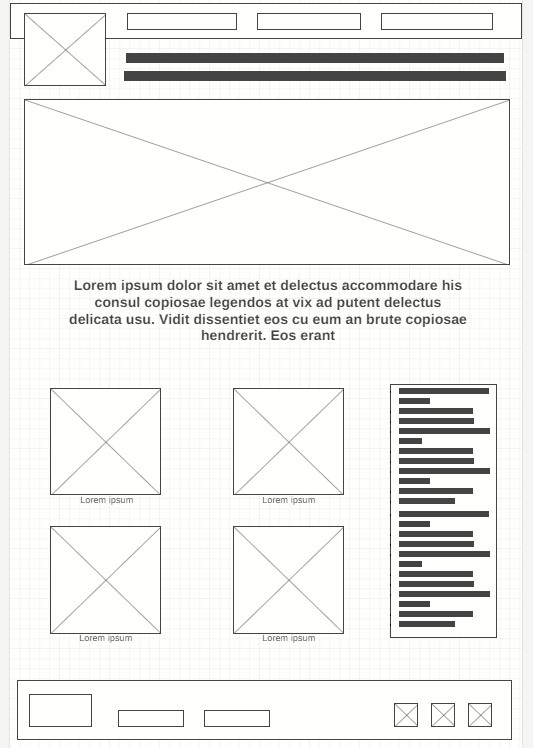 Lorem ipsum dolor sit amet et delectus accommodare his
consul copiosae legendos at vix ad putent delectus
delicata usu. Vidit dissentiet eos cu eum an brute copiosae
hendrerit. Eos erant
Lorem ipsum
Lorem ipsum
Lorem ipsum
Lorem ipsum